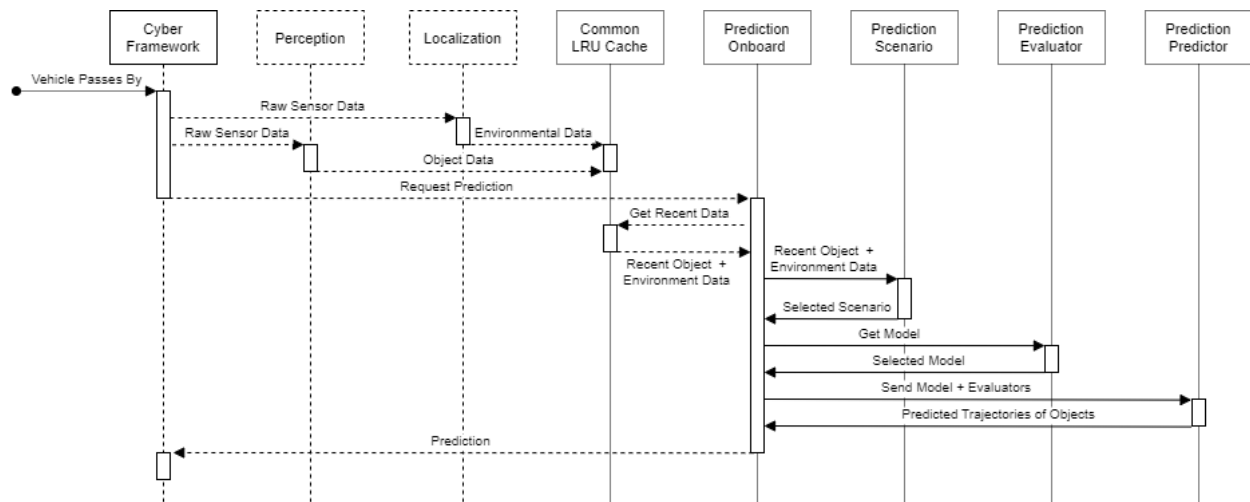 Cyber
Framework
Perception
Localization
Common
LRU Cache
Prediction
Onboard
Prediction
Scenario
Prediction
Evaluator
Prediction
Predictor
Vehicle Passes By
Raw Sensor Data
Raw Sensor Data
Environmental Data
Object Data
Request Prediction
Get Recent Data
Recent Object +
Environment Data
Recent Object +
Environment Data
Selected Scenario
Get Model
Selected Model
Send Model + Evaluators
Predicted Trajectories of Objects
Prediction